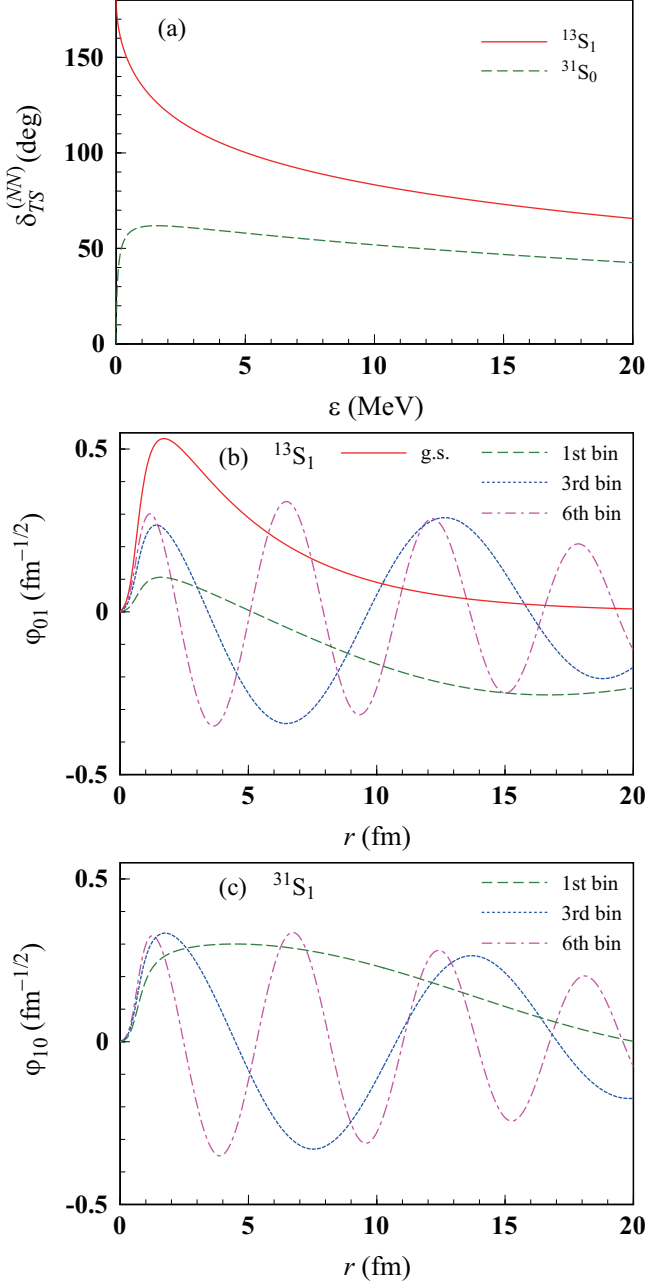 (a)
¹³S₁
³¹S₀
δ_TS^(NN) (deg)
150
100
50
0
0 5 10 15 20
ε (MeV)
(b) ¹³S₁ g.s. 1st bin
3rd bin
6th bin
φ₀₁ (fm⁻¹/²)
0.5
0
-0.5
0 5 10 15 20
r (fm)
(c) ³¹S₁ 1st bin
3rd bin
6th bin
φ₁₀ (fm⁻¹/²)
0.5
0
-0.5
0 5 10 15 20
r (fm)